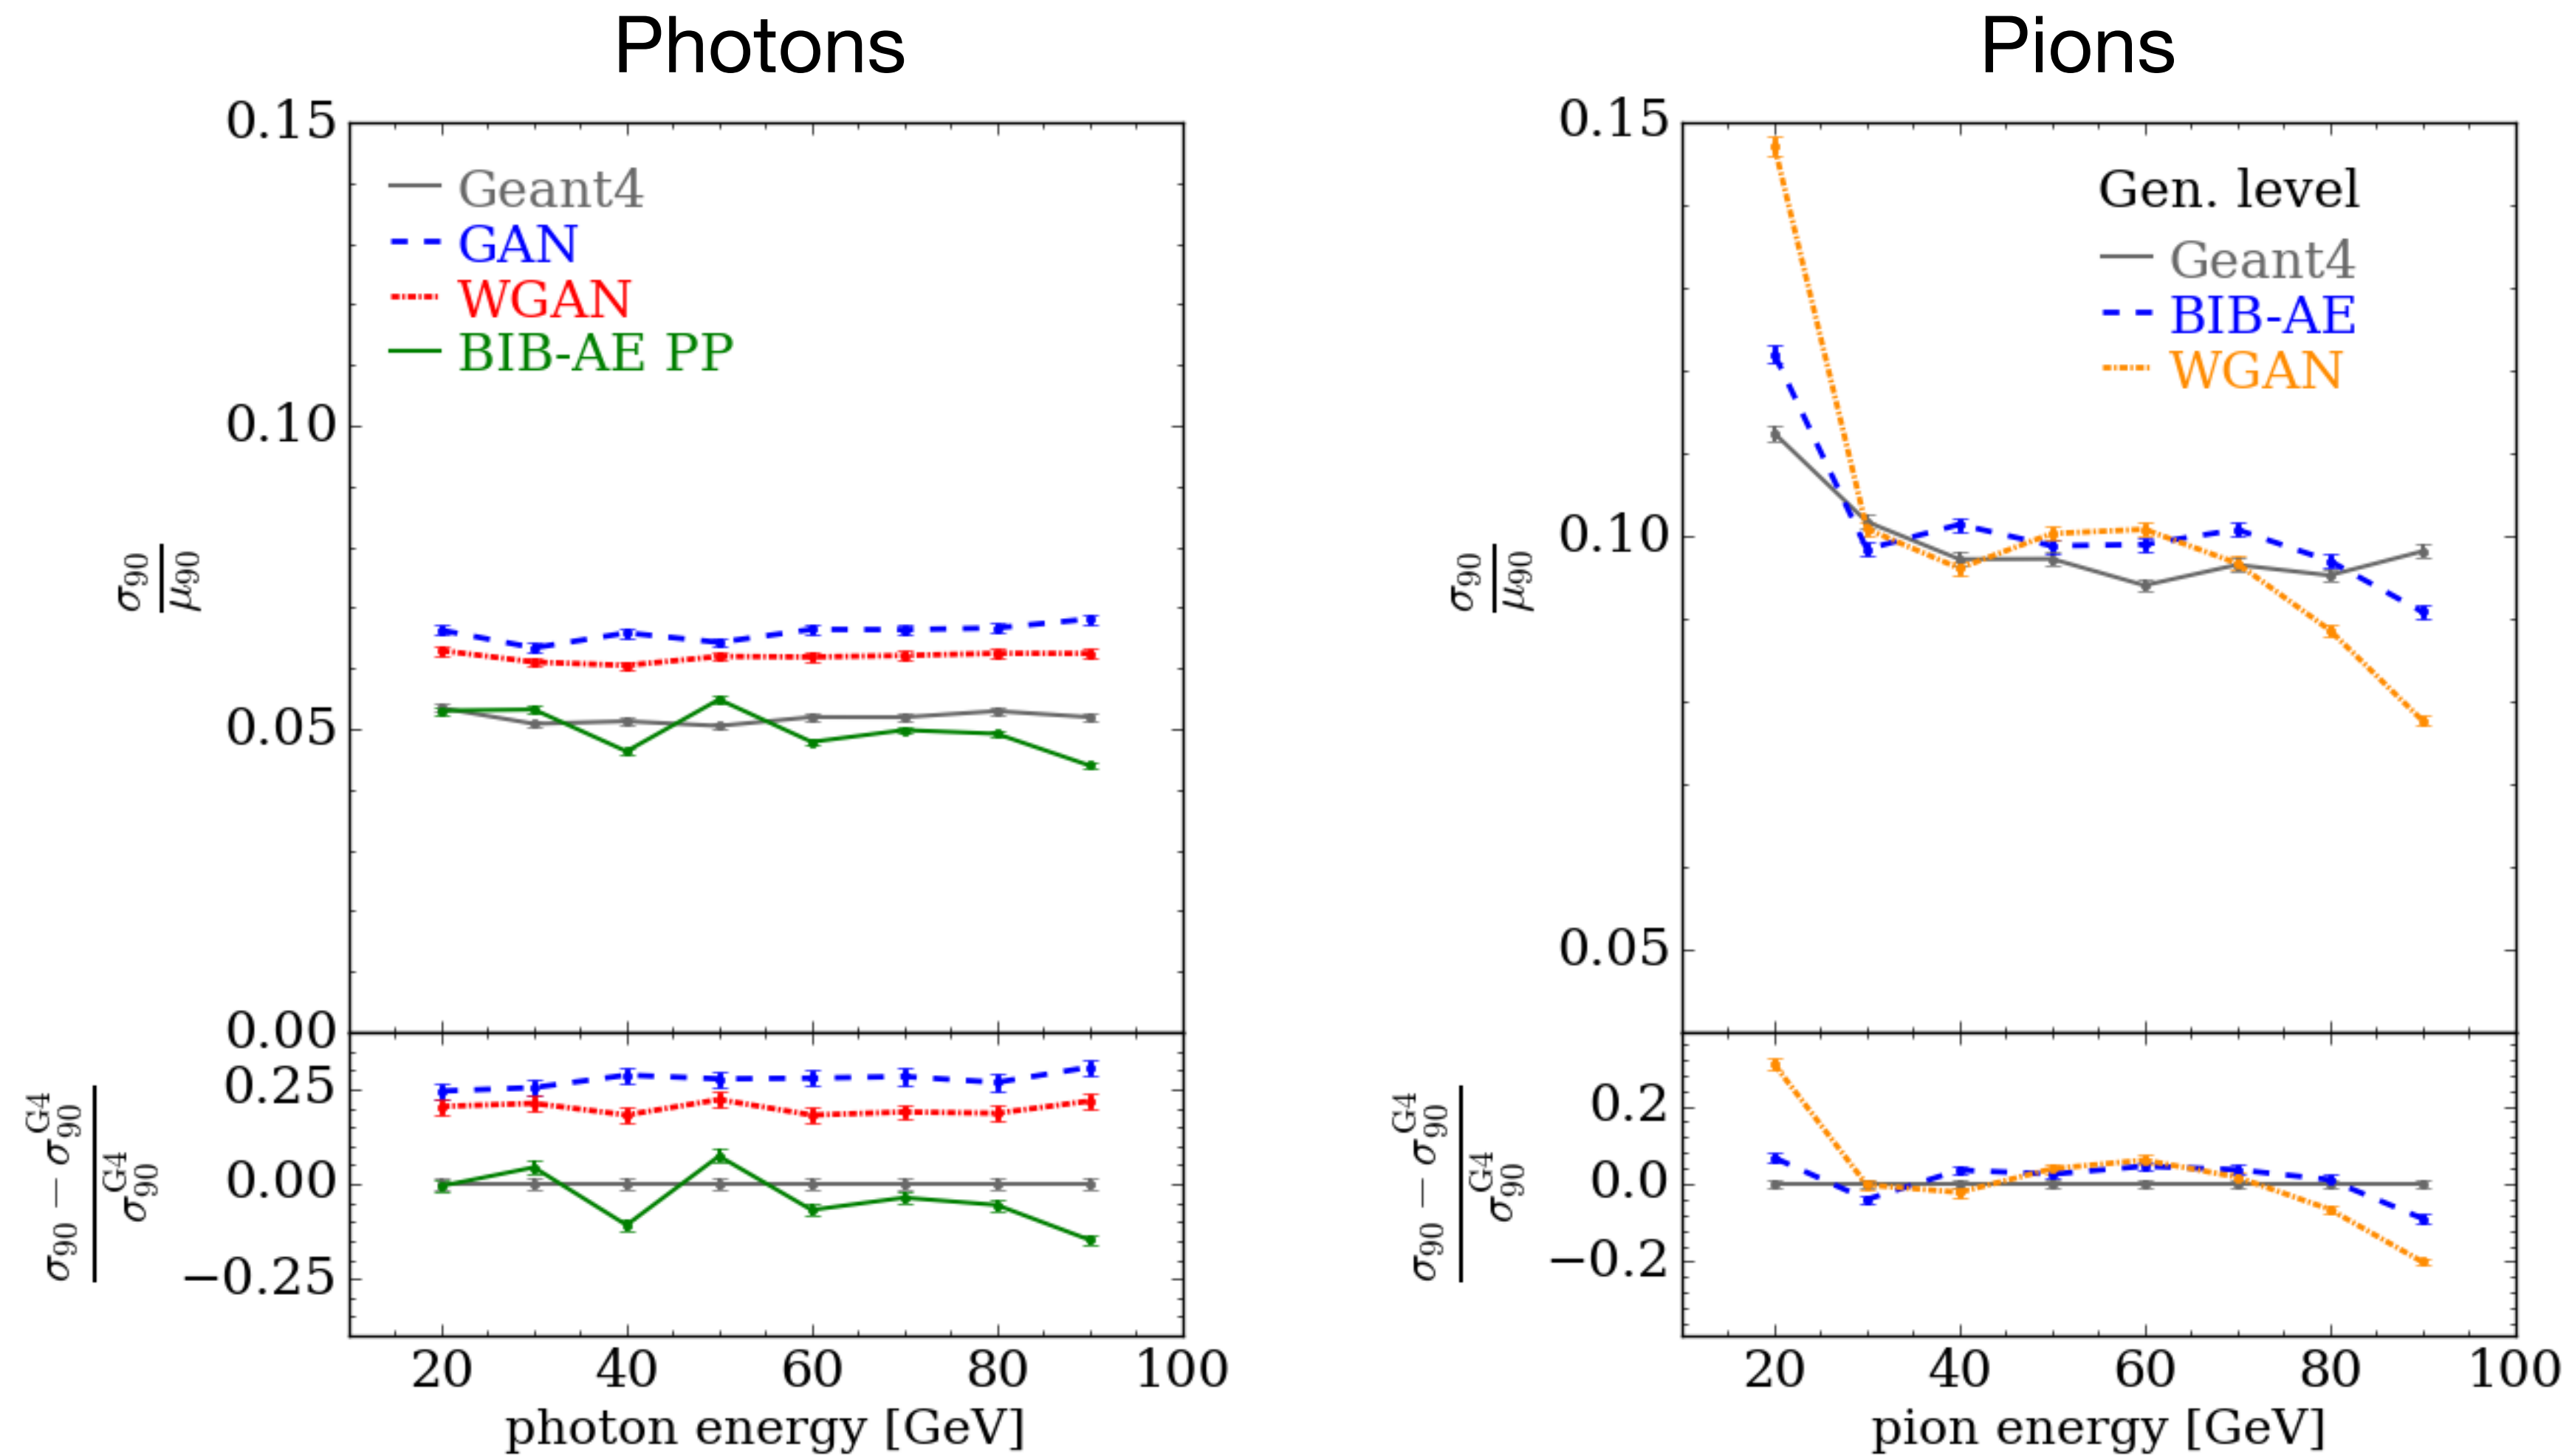 Photons
0.15
Geant4
GAN
WGAN
BIB-AE PP
0.10
σ90
μ90
0.05
0.00
0.25
0.00
−0.25
σ90 − σ90^G4
σ90^G4
20 40 60 80 100
photon energy [GeV]
Pions
0.15
Gen. level
Geant4
BIB-AE
WGAN
0.10
σ90
μ90
0.05
0.2
0.0
−0.2
σ90 − σ90^G4
σ90^G4
20 40 60 80 100
pion energy [GeV]